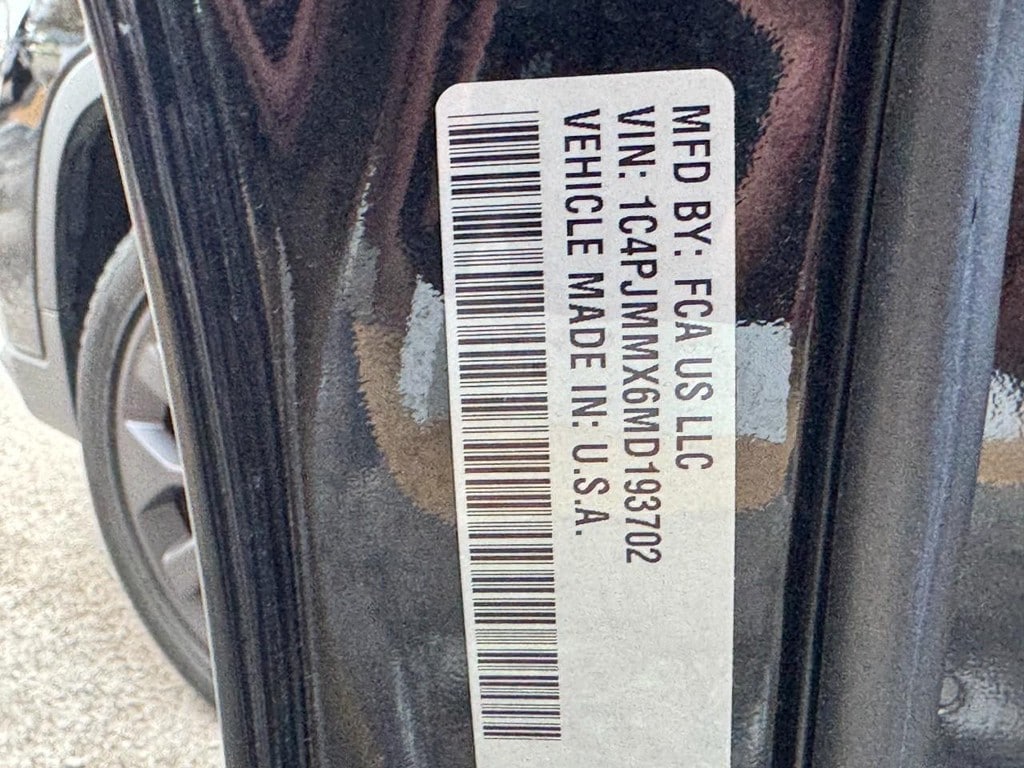 MFD BY: FCA US LLC
VIN: 1C4PJMMX6MD193702
VEHICLE MADE IN: U.S.A.